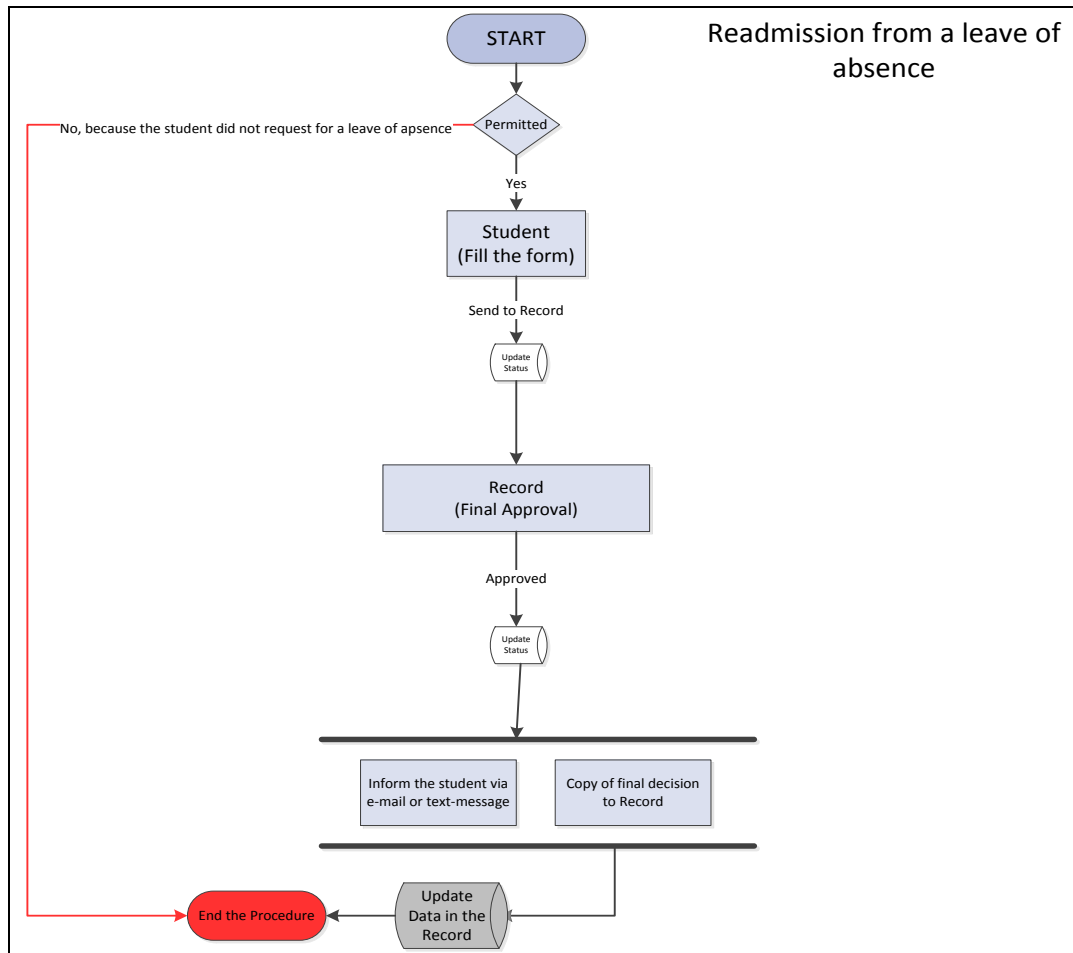 Readmission from a leave of
absence
START
Permitted
No, because the student did not request for a leave of apsence
Yes
Student
(Fill the form)
Send to Record
Update
Status
Record
(Final Approval)
Approved
Update
Status
Inform the student via
e-mail or text-message
Copy of final decision
to Record
Update
Data in the
Record
End the Procedure